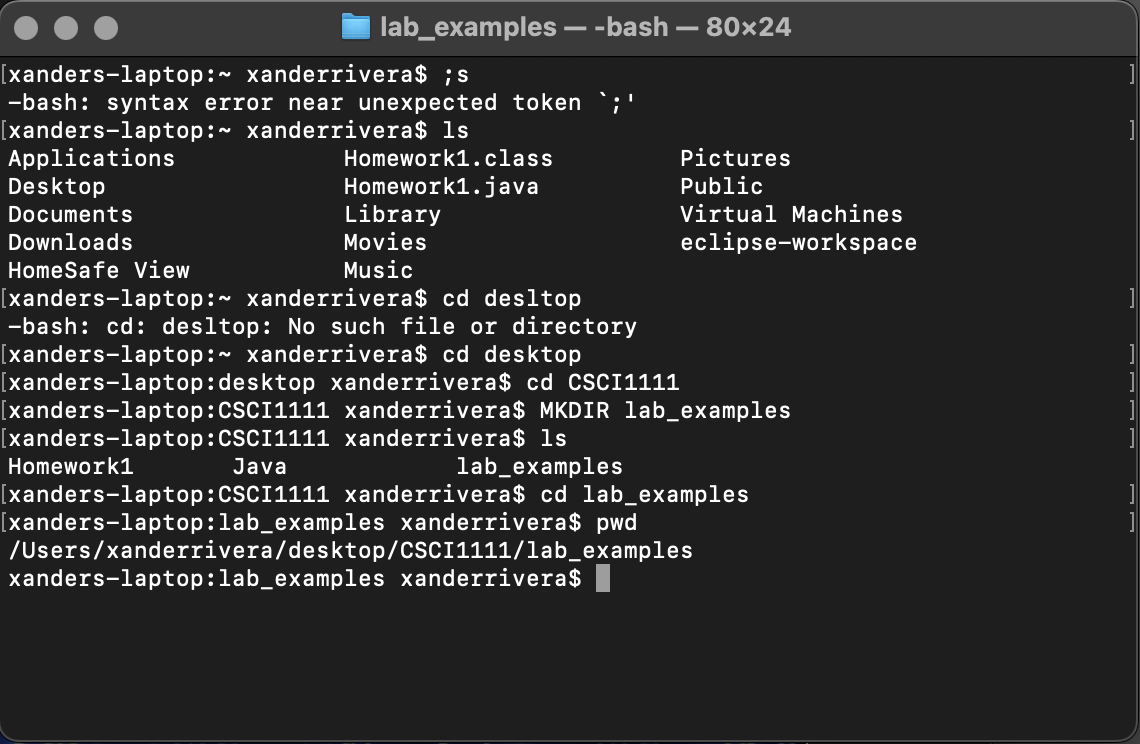 lab_examples — -bash — 80×24
[xanders-laptop:~ xanderrivera$ ;s ]
-bash: syntax error near unexpected token `;'
[xanders-laptop:~ xanderrivera$ ls ]
Applications Homework1.class Pictures
Desktop Homework1.java Public
Documents Library Virtual Machines
Downloads Movies eclipse-workspace
HomeSafe View Music
[xanders-laptop:~ xanderrivera$ cd desltop ]
-bash: cd: desltop: No such file or directory
[xanders-laptop:~ xanderrivera$ cd desktop ]
[xanders-laptop:desktop xanderrivera$ cd CSCI1111 ]
[xanders-laptop:CSCI1111 xanderrivera$ MKDIR lab_examples ]
[xanders-laptop:CSCI1111 xanderrivera$ ls ]
Homework1 Java lab_examples
[xanders-laptop:CSCI1111 xanderrivera$ cd lab_examples ]
[xanders-laptop:lab_examples xanderrivera$ pwd ]
/Users/xanderrivera/desktop/CSCI1111/lab_examples
xanders-laptop:lab_examples xanderrivera$